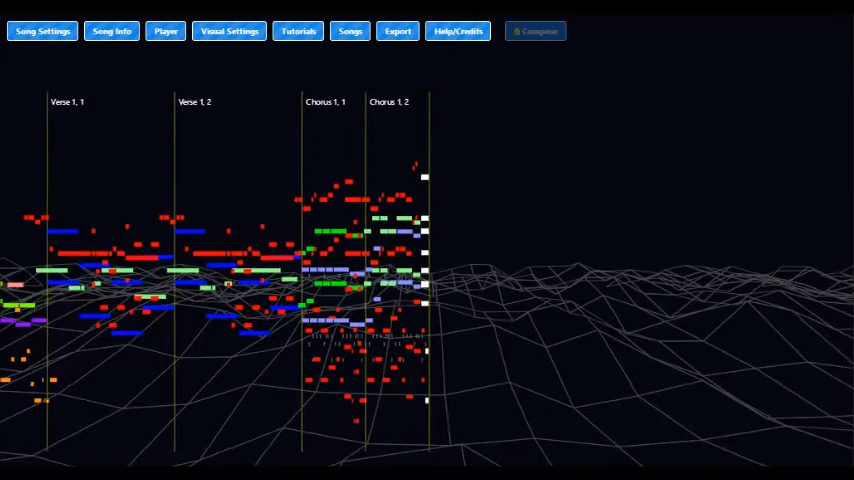 Song Settings
Song Info
Player
Visual Settings
Tutorials
Songs
Export
Help/Credits
Compose
Verse 1, 1
Verse 1, 2
Chorus 1, 1
Chorus 1, 2